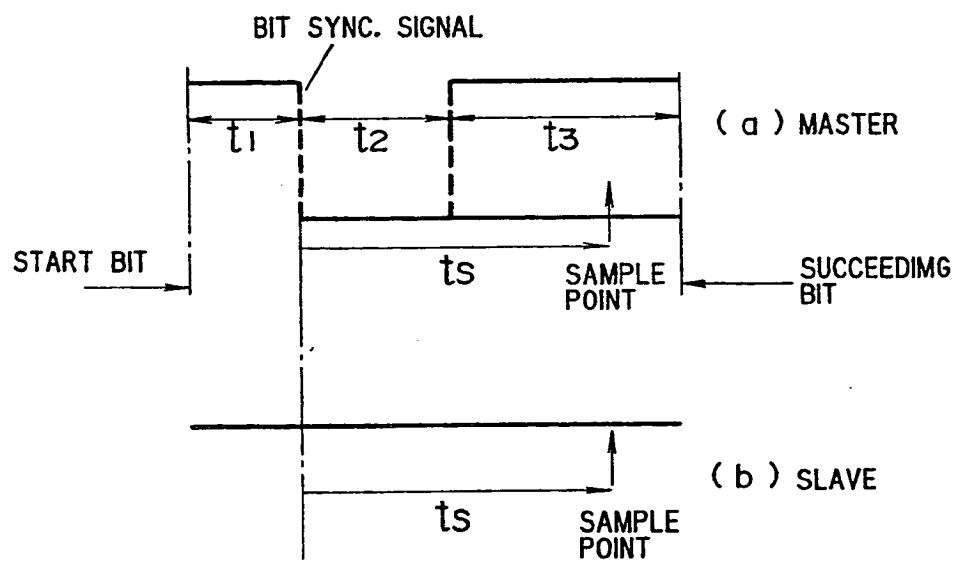 BIT SYNC. SIGNAL
t1
t2
t3
( a ) MASTER
START BIT
ts
SAMPLE
POINT
SUCCEEDIMG
BIT
ts
SAMPLE
POINT
( b ) SLAVE